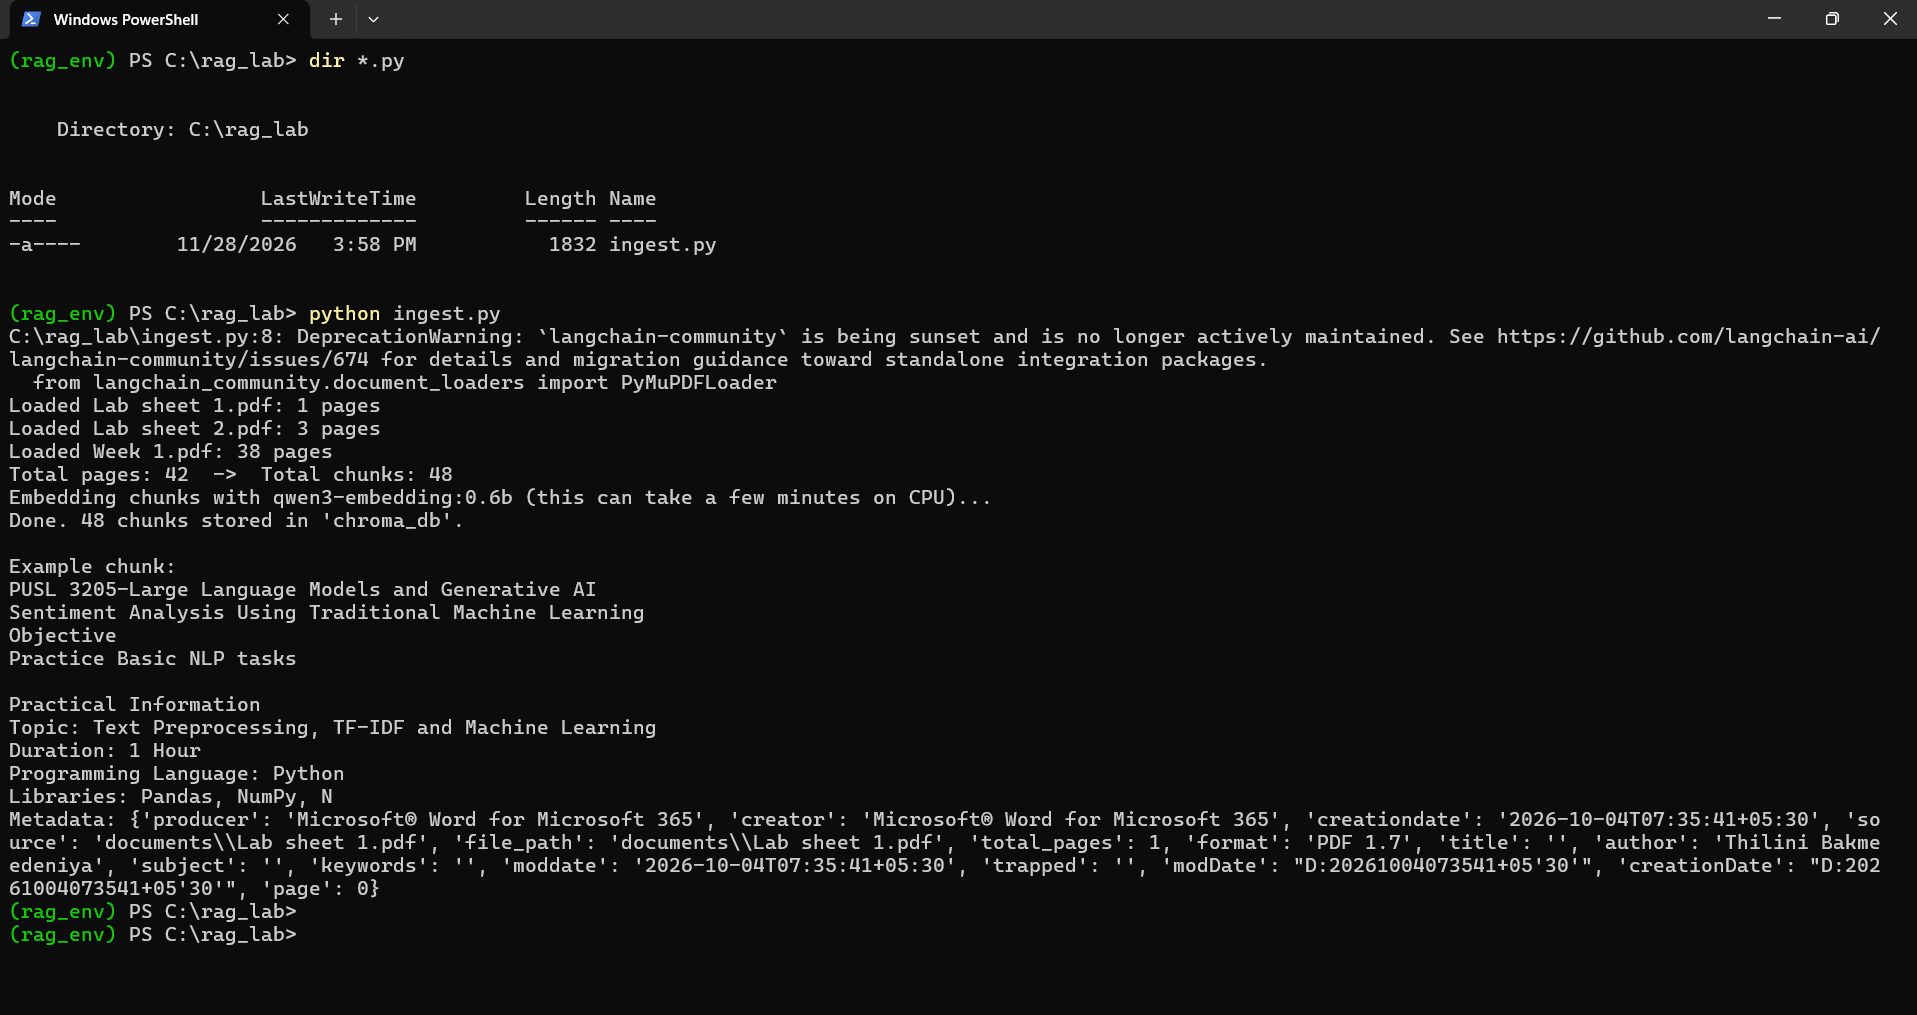 Windows PowerShell
(rag_env) PS C:\rag_lab> dir *.py
Directory: C:\rag_lab
Mode                 LastWriteTime         Length Name
----                 -------------         ------ ----
-a----        11/28/2026   3:58 PM           1832 ingest.py
(rag_env) PS C:\rag_lab> python ingest.py
C:\rag_lab\ingest.py:8: DeprecationWarning: `langchain-community` is being sunset and is no longer actively maintained. See https://github.com/langchain-ai/
langchain-community/issues/674 for details and migration guidance toward standalone integration packages.
  from langchain_community.document_loaders import PyMuPDFLoader
Loaded Lab sheet 1.pdf: 1 pages
Loaded Lab sheet 2.pdf: 3 pages
Loaded Week 1.pdf: 38 pages
Total pages: 42  -> Total chunks: 48
Embedding chunks with qwen3-embedding:0.6b (this can take a few minutes on CPU)...
Done. 48 chunks stored in 'chroma_db'.
Example chunk:
PUSL 3205-Large Language Models and Generative AI
Sentiment Analysis Using Traditional Machine Learning
Objective
Practice Basic NLP tasks
Practical Information
Topic: Text Preprocessing, TF-IDF and Machine Learning
Duration: 1 Hour
Programming Language: Python
Libraries: Pandas, NumPy, N
Metadata: {'producer': 'Microsoft® Word for Microsoft 365', 'creator': 'Microsoft® Word for Microsoft 365', 'creationdate': '2026-10-04T07:35:41+05:30', 'so
urce': 'documents\\Lab sheet 1.pdf', 'file_path': 'documents\\Lab sheet 1.pdf', 'total_pages': 1, 'format': 'PDF 1.7', 'title': '', 'author': 'Thilini Bakme
edeniya', 'subject': '', 'keywords': '', 'moddate': '2026-10-04T07:35:41+05:30', 'trapped': '', 'modDate': "D:20261004073541+05'30'", 'creationDate': "D:202
61004073541+05'30'", 'page': 0}
(rag_env) PS C:\rag_lab>
(rag_env) PS C:\rag_lab>